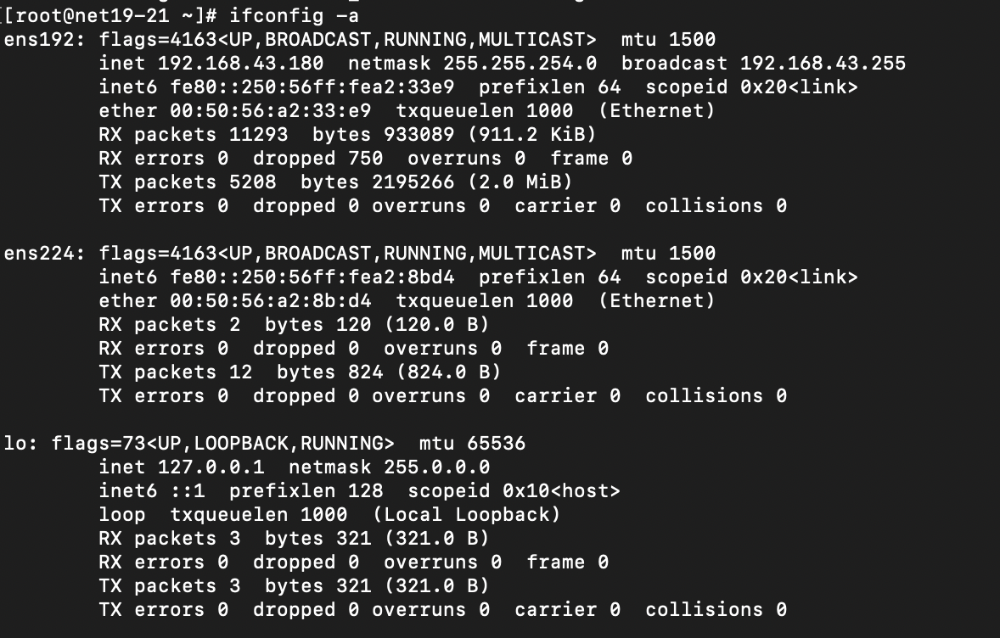 [[root@net19-21 ~]# ifconfig -a
ens192: flags=4163<UP,BROADCAST,RUNNING,MULTICAST>  mtu 1500
        inet 192.168.43.180  netmask 255.255.254.0  broadcast 192.168.43.255
        inet6 fe80::250:56ff:fea2:33e9  prefixlen 64  scopeid 0x20<link>
        ether 00:50:56:a2:33:e9  txqueuelen 1000  (Ethernet)
        RX packets 11293  bytes 933089 (911.2 KiB)
        RX errors 0  dropped 750  overruns 0  frame 0
        TX packets 5208  bytes 2195266 (2.0 MiB)
        TX errors 0  dropped 0 overruns 0  carrier 0  collisions 0

ens224: flags=4163<UP,BROADCAST,RUNNING,MULTICAST>  mtu 1500
        inet6 fe80::250:56ff:fea2:8bd4  prefixlen 64  scopeid 0x20<link>
        ether 00:50:56:a2:8b:d4  txqueuelen 1000  (Ethernet)
        RX packets 2  bytes 120 (120.0 B)
        RX errors 0  dropped 0  overruns 0  frame 0
        TX packets 12  bytes 824 (824.0 B)
        TX errors 0  dropped 0 overruns 0  carrier 0  collisions 0

lo: flags=73<UP,LOOPBACK,RUNNING>  mtu 65536
        inet 127.0.0.1  netmask 255.0.0.0
        inet6 ::1  prefixlen 128  scopeid 0x10<host>
        loop  txqueuelen 1000  (Local Loopback)
        RX packets 3  bytes 321 (321.0 B)
        RX errors 0  dropped 0  overruns 0  frame 0
        TX packets 3  bytes 321 (321.0 B)
        TX errors 0  dropped 0 overruns 0  carrier 0  collisions 0